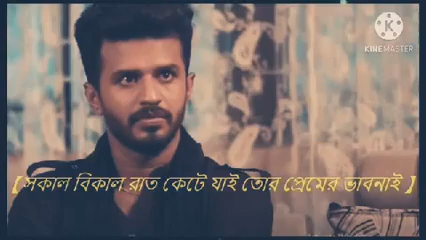 KINEMASTER
【সকাল বিকাল রাত কেটে যাই তোর প্রেমের ভাবনাই】